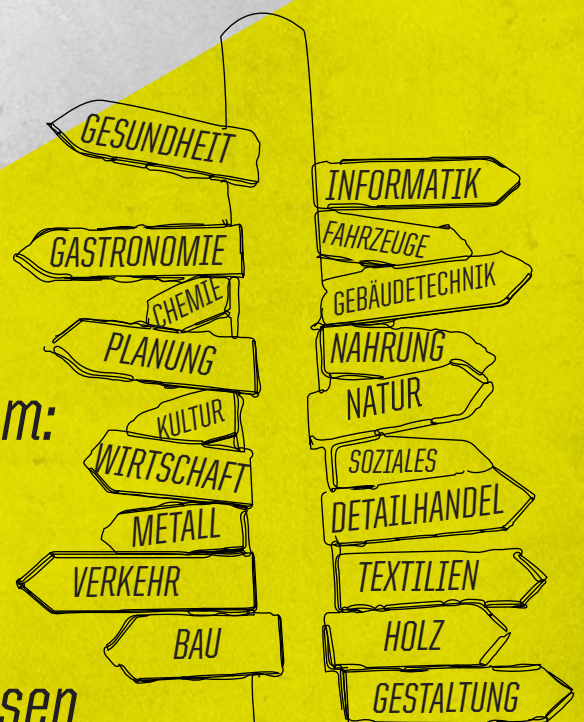 GESUNDHEIT
INFORMATIK
GASTRONOMIE
FAHRZEUGE
CHEMIE
GEBÄUDETECHNIK
PLANUNG
NAHRUNG
m:
KULTUR
NATUR
WIRTSCHAFT
SOZIALES
METALL
DETAILHANDEL
VERKEHR
TEXTILIEN
BAU
HOLZ
sen
GESTALTUNG